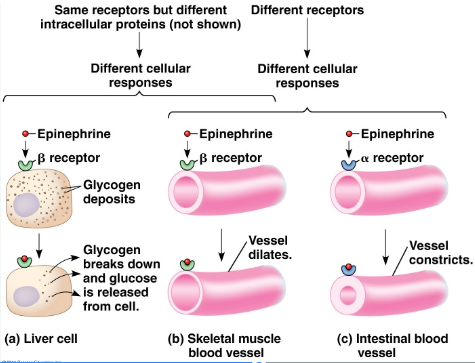 Same receptors but different
intracellular proteins (not shown)
Different receptors
Different cellular
responses
Different cellular
responses
Epinephrine
β receptor
Glycogen
deposits
Glycogen
breaks down
and glucose
is released
from cell.
(a) Liver cell
Epinephrine
β receptor
Vessel
dilates.
(b) Skeletal muscle
blood vessel
Epinephrine
α receptor
Vessel
constricts.
(c) Intestinal blood
vessel